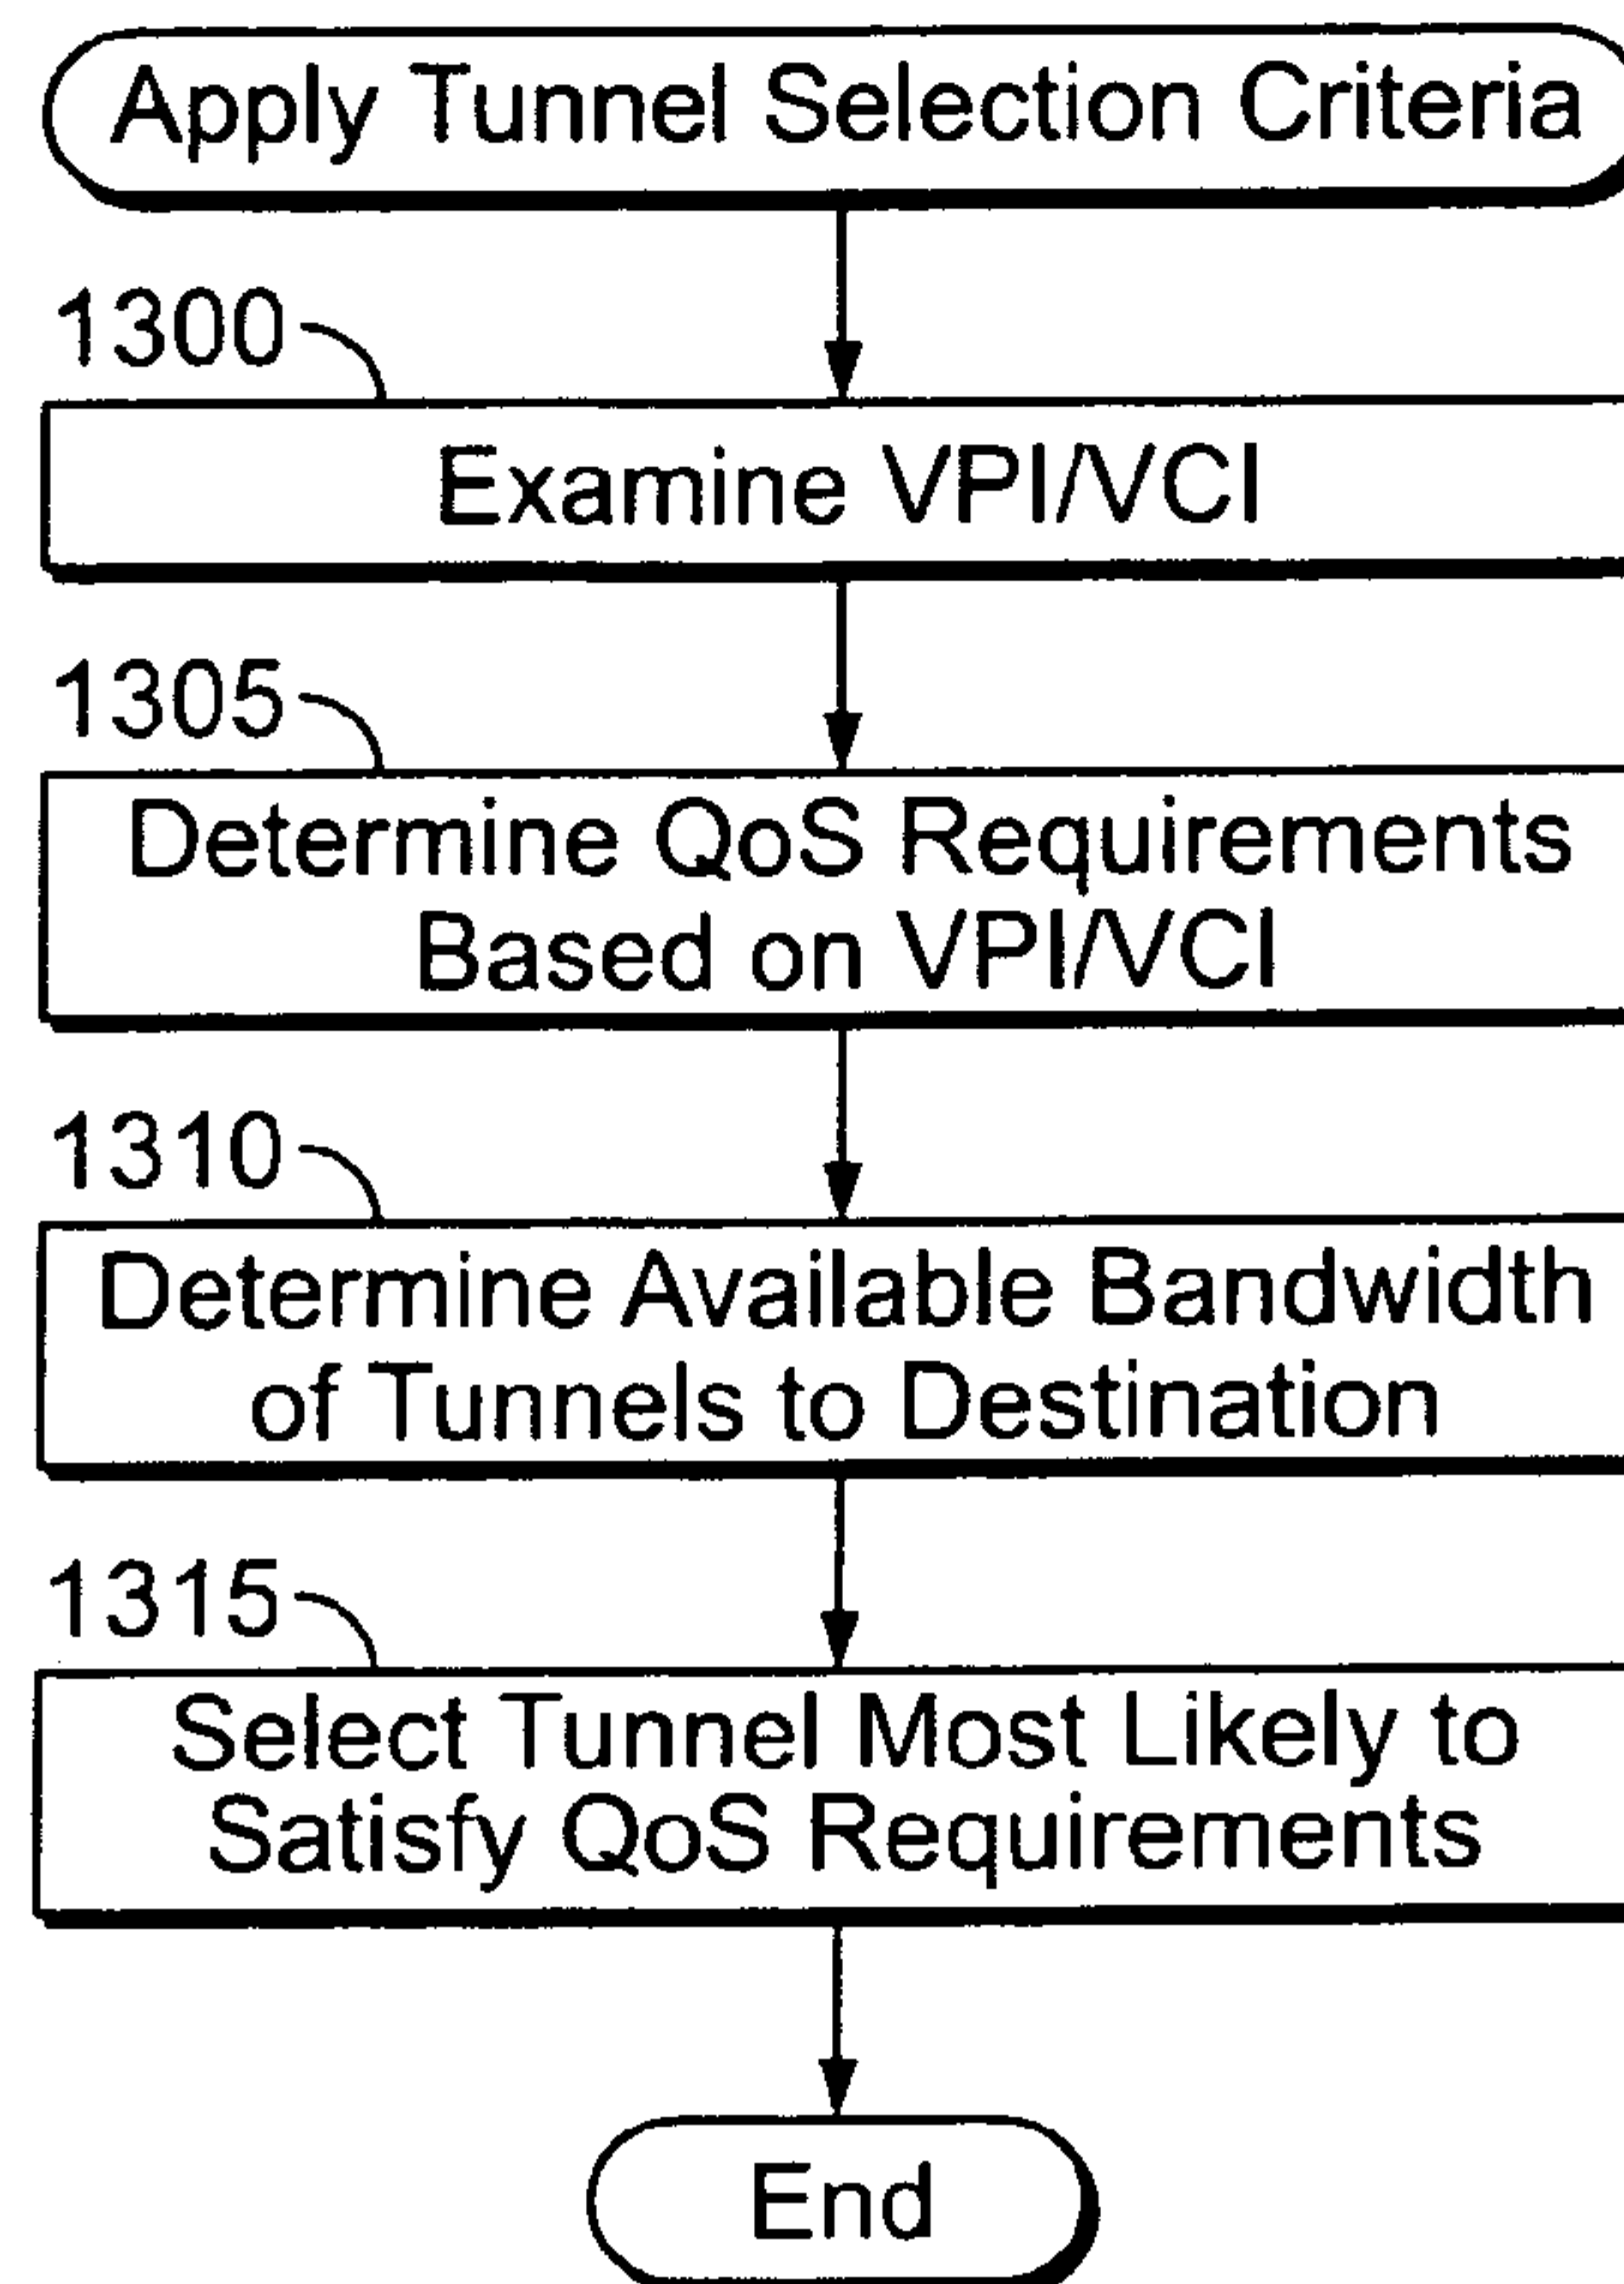 Apply Tunnel Selection Criteria
1300
Examine VPI/VCI
1305
Determine QoS Requirements
Based on VPI/VCI
1310
Determine Available Bandwidth
of Tunnels to Destination
1315
Select Tunnel Most Likely to
Satisfy QoS Requirements
End